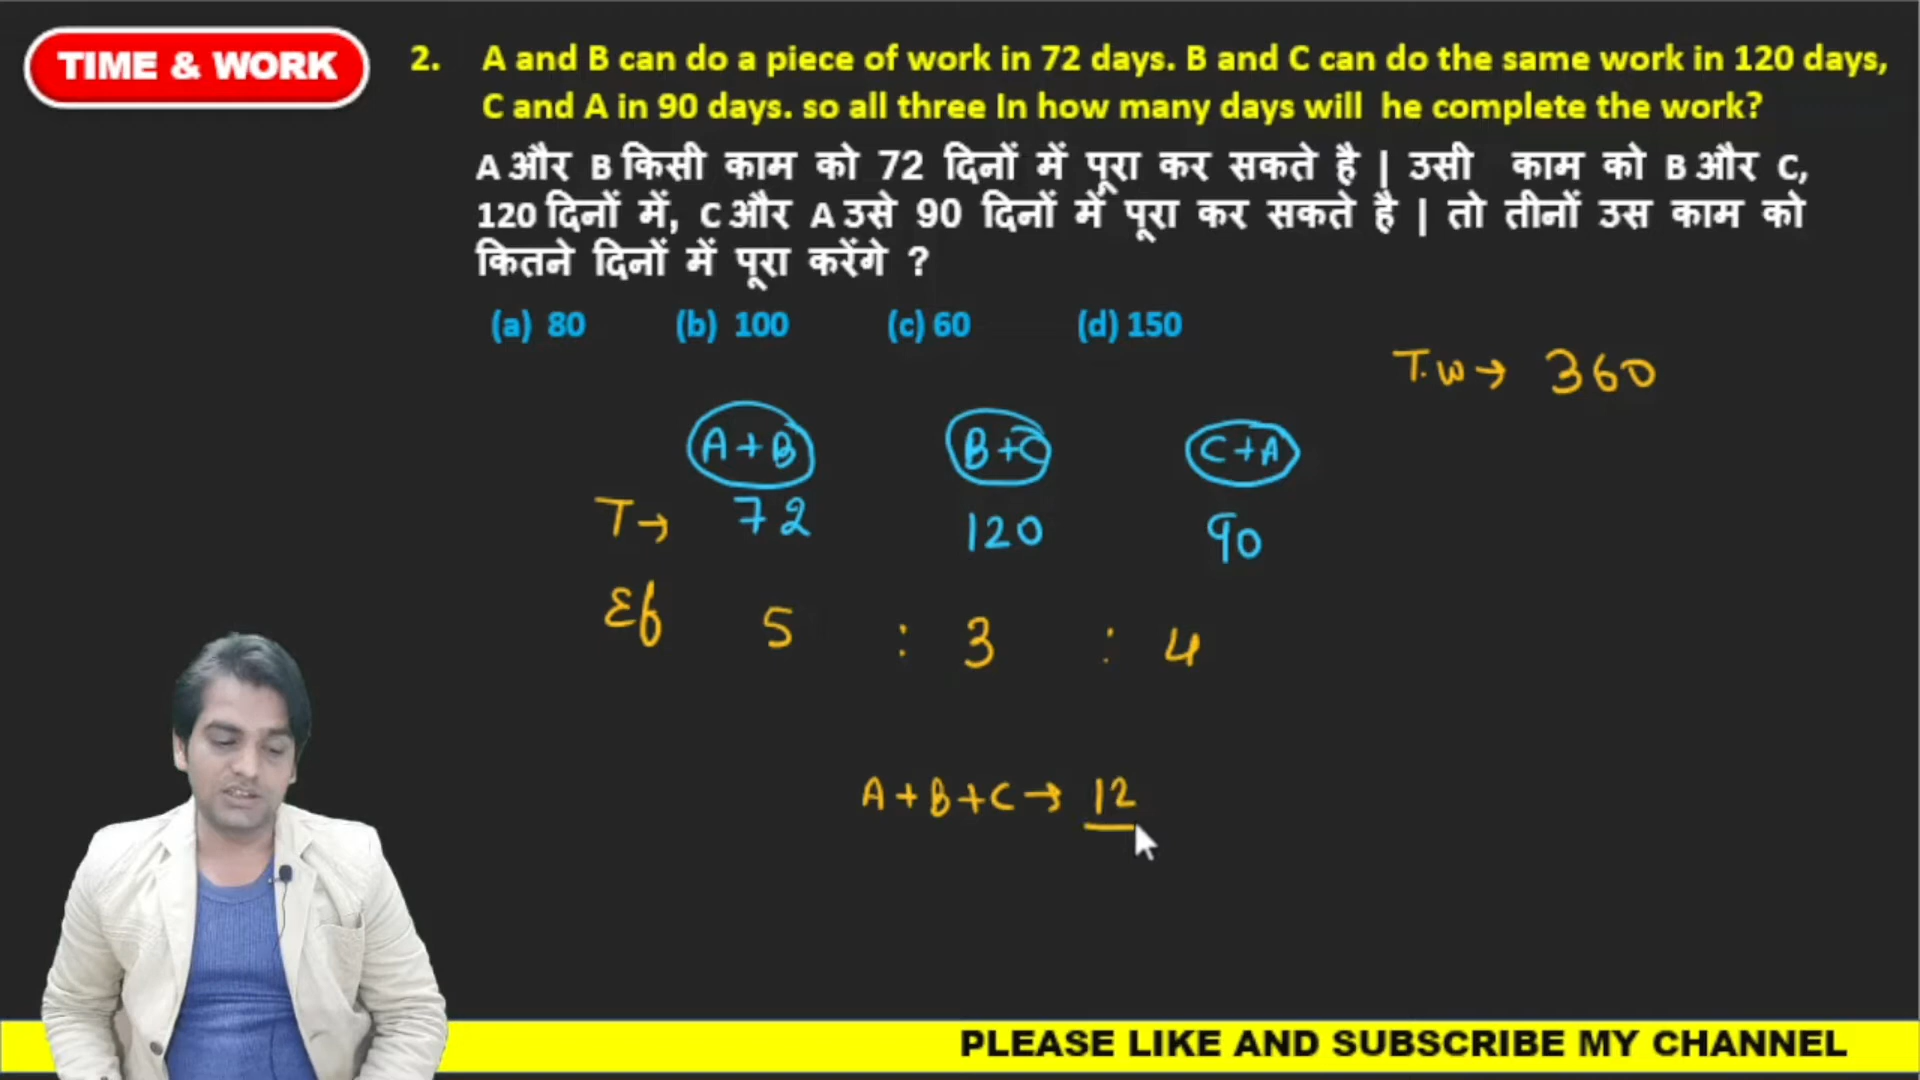 TIME & WORK
2. A and B can do a piece of work in 72 days. B and C can do the same work in 120 days,
C and A in 90 days. so all three In how many days will he complete the work?
A और B किसी काम को 72 दिनों में पूरा कर सकते है | उसी काम को B और C,
120 दिनों में, C और A उसे 90 दिनों में पूरा कर सकते है | तो तीनों उस काम को
कितने दिनों में पूरा करेंगे ?
(a) 80 (b) 100 (c) 60 (d) 150
T.W → 360
A+B B+C C+A
T → 72 120 90
Ef 5 : 3 : 4
A+B+C → 12
PLEASE LIKE AND SUBSCRIBE MY CHANNEL